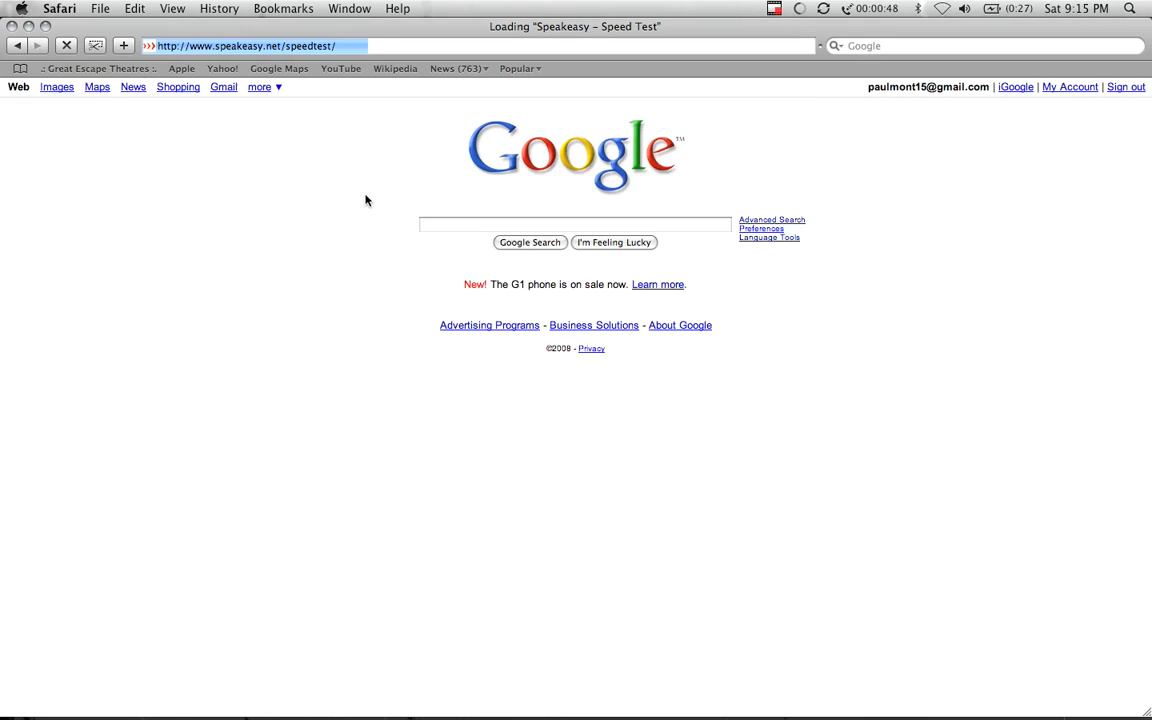 Safari File Edit View History Bookmarks Window Help 00:00:48 (0:27) Sat 9:15 PM
Loading “Speakeasy – Speed Test”
http://www.speakeasy.net/speedtest/ Google
.: Great Escape Theatres :. Apple Yahoo! Google Maps YouTube Wikipedia News (763) Popular
Web Images Maps News Shopping Gmail more paulmont15@gmail.com | iGoogle | My Account | Sign out
Google™
Advanced Search
Preferences
Language Tools
Google Search I'm Feeling Lucky
New! The G1 phone is on sale now. Learn more.
Advertising Programs - Business Solutions - About Google
©2008 - Privacy